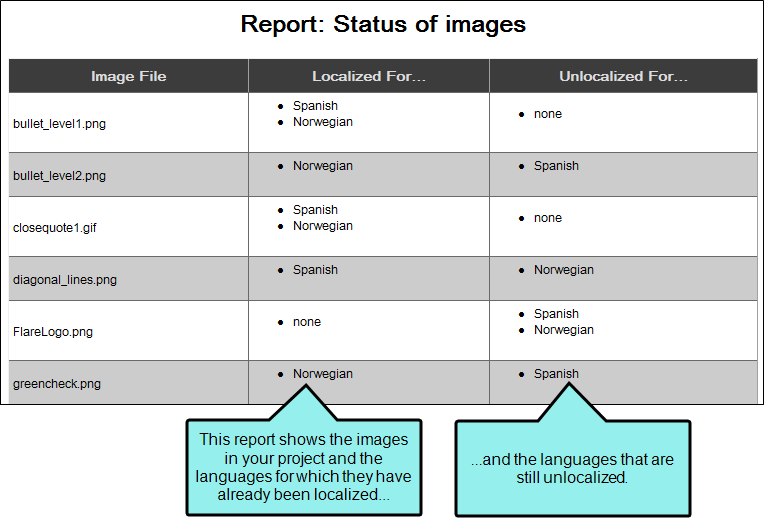 Report: Status of images
Image File Localized For... Unlocalized For...
bullet_level1.png
• Spanish
• Norwegian
• none
bullet_level2.png
• Norwegian
• Spanish
closequote1.gif
• Spanish
• Norwegian
• none
diagonal_lines.png
• Spanish
• Norwegian
FlareLogo.png
• none
• Spanish
• Norwegian
greencheck.png
• Norwegian
• Spanish
This report shows the images
in your project and the
languages for which they have
already been localized...
...and the languages that are
still unlocalized.